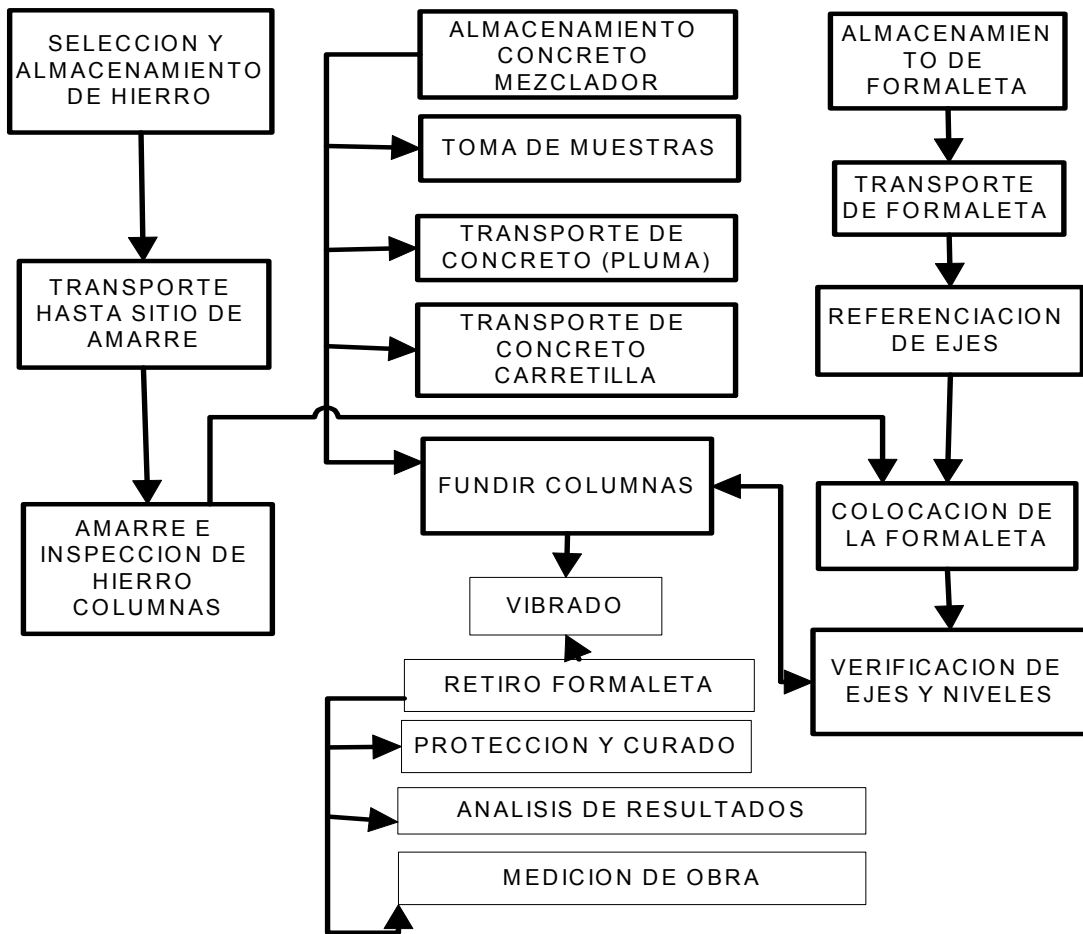 SELECCION Y
ALMACENAMIENTO
DE HIERRO
TRANSPORTE
HASTA SITIO DE
AMARRE
AMARRE E
INSPECCION DE
HIERRO
COLUMNAS
ALMACENAMIENTO
CONCRETO
MEZCLADOR
TOMA DE MUESTRAS
TRANSPORTE DE
CONCRETO (PLUMA)
TRANSPORTE DE
CONCRETO
CARRETILLA
FUNDIR COLUMNAS
VIBRADO
RETIRO FORMALETA
PROTECCION Y CURADO
ANALISIS DE RESULTADOS
MEDICION DE OBRA
ALMACENAMIEN
TO DE
FORMALETA
TRANSPORTE
DE FORMALETA
REFERENCIACION
DE EJES
COLOCACION DE
LA FORMALETA
VERIFICACION DE
EJES Y NIVELES